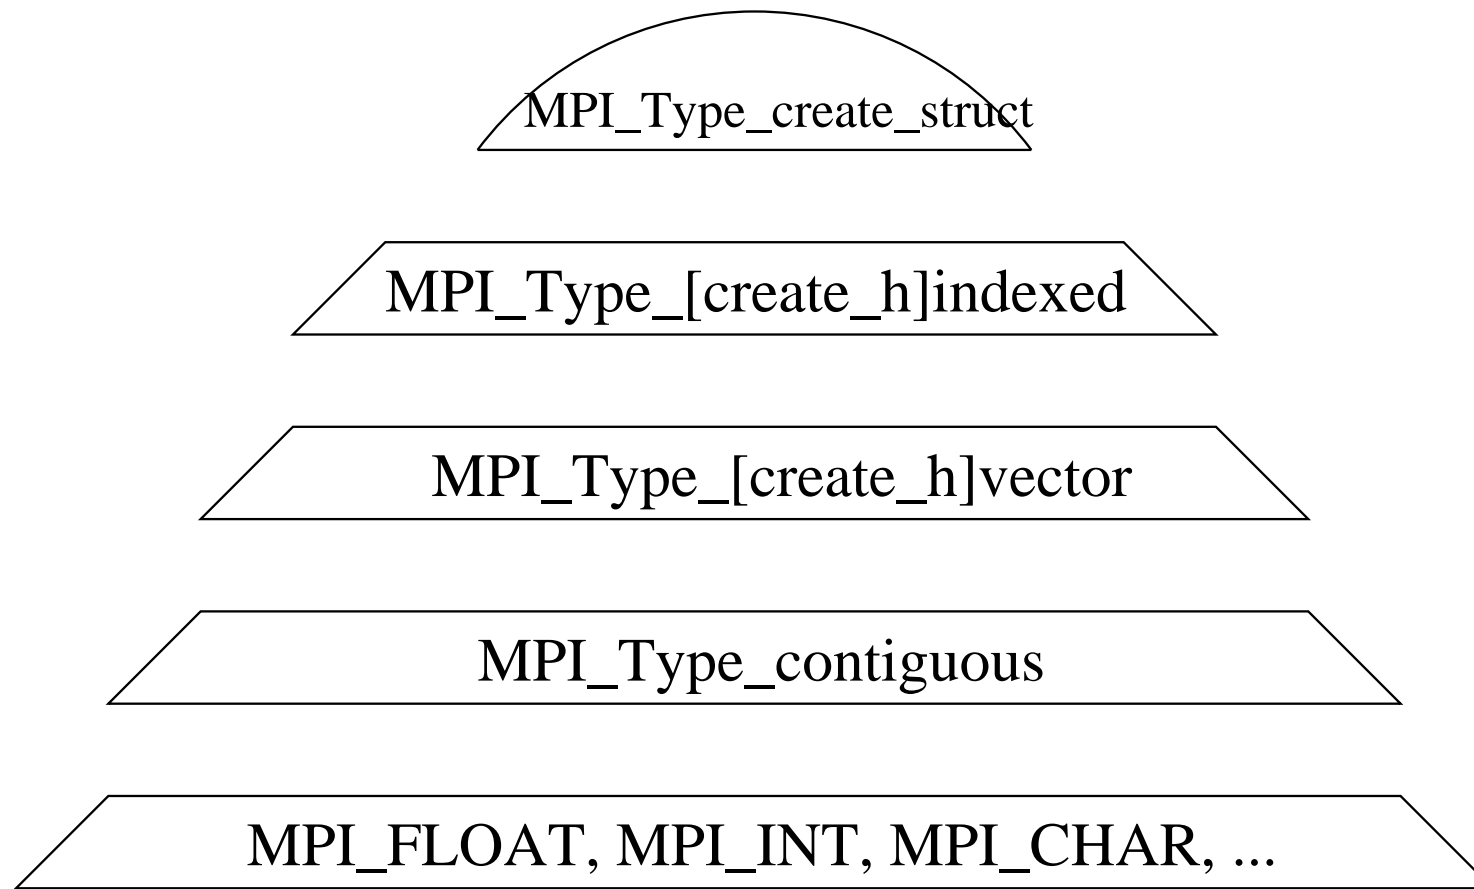 MPI_Type_create_struct
MPI_Type_[create_h]indexed
MPI_Type_[create_h]vector
MPI_Type_contiguous
MPI_FLOAT, MPI_INT, MPI_CHAR, ...